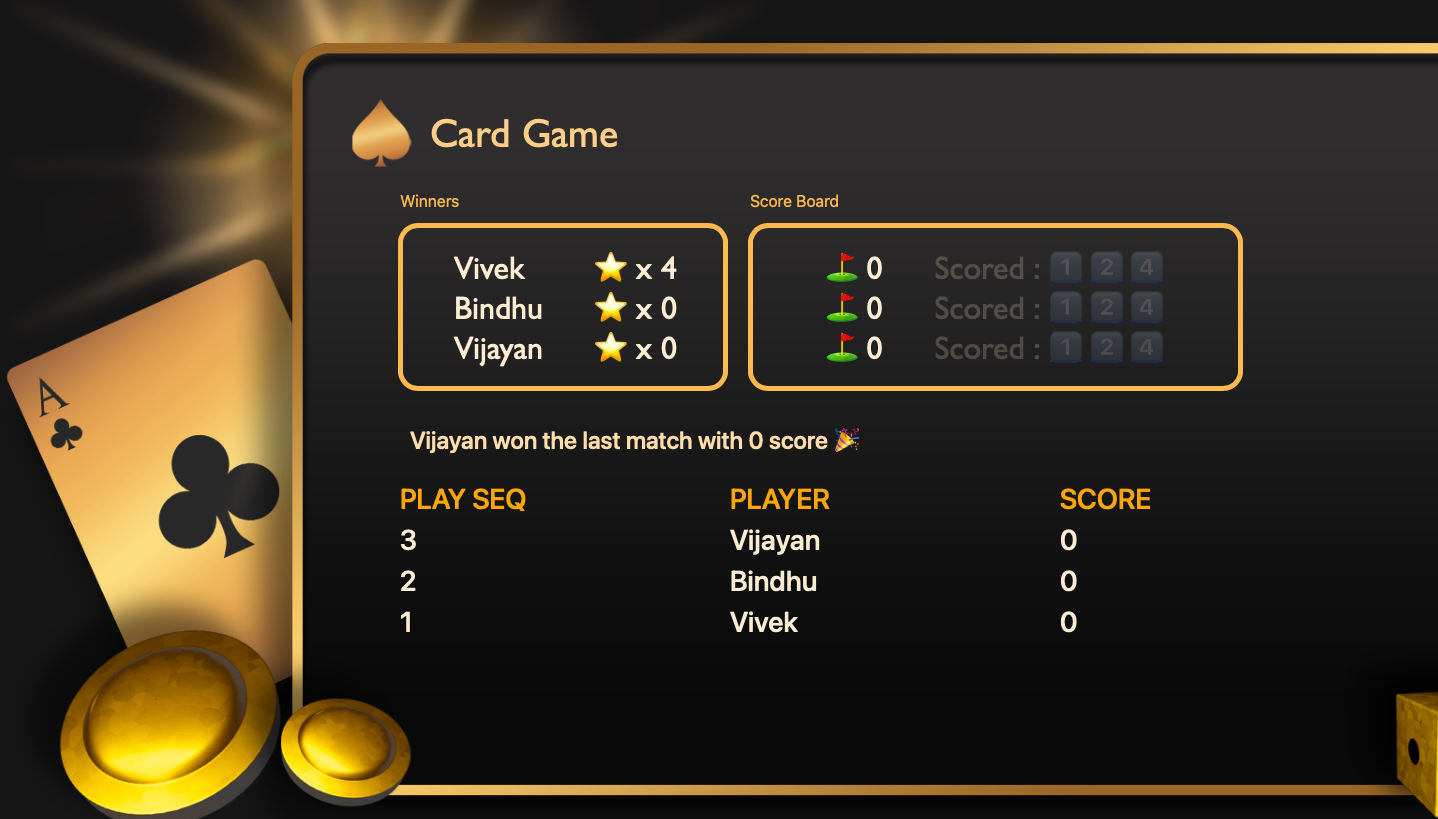 Card Game
Winners
Score Board
Vivek ⭐ x 4
Bindhu ⭐ x 0
Vijayan ⭐ x 0
⛳ 0 Scored : 1 2 4
⛳ 0 Scored : 1 2 4
⛳ 0 Scored : 1 2 4
Vijayan won the last match with 0 score 🎉
PLAY SEQ PLAYER SCORE
3 Vijayan 0
2 Bindhu 0
1 Vivek 0
A